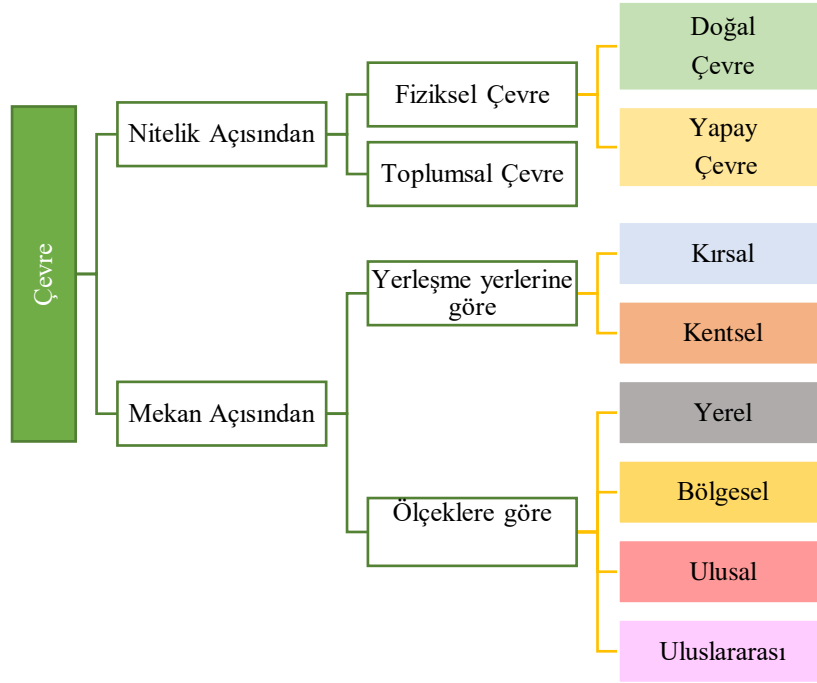 Çevre
Nitelik Açısından
Fiziksel Çevre
Doğal
Çevre
Yapay
Çevre
Toplumsal Çevre
Mekan Açısından
Yerleşme yerlerine
göre
Kırsal
Kentsel
Ölçeklere göre
Yerel
Bölgesel
Ulusal
Uluslararası